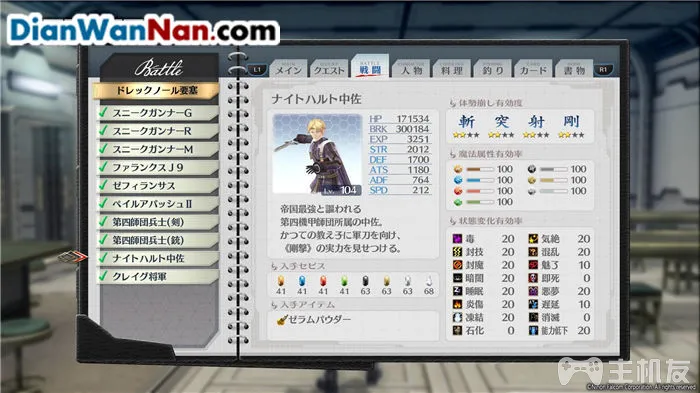 DianWanNan.com
L1 メイン クエスト BATTLE 戦闘 人物 料理 釣り カード 書物 R1
Battle
ドレックノール要塞
スニークガンナーG
スニークガンナーR
スニークガンナーM
ファランクスJ9
ゼフィランサス
ペイルアパッシュⅡ
第四師団兵士(剣)
第四師団兵士(銃)
ナイトハルト中佐
クレイグ将軍
ナイトハルト中佐
HP 171534
BRK 300184
EXP 3251
STR 2012
DEF 1700
ATS 1180
ADF 764
SPD 212
Lv. 104
帝国最強と謳われる
第四機甲師団所属の中佐。
かつての教え子に軍刀を向け、
《剛撃》の実力を見せつける。
入手セピス
41 41 41 41 63 63 63 68
入手アイテム
ゼラムパウダー
体勢崩し有効度
斬 突 射 剛
魔法属性有効率
100 100
100 100
100 100
100
状態変化有効率
毒 20 気絶 20
封技 20 混乱 20
封魔 20 魅了 10
暗闇 20 即死 0
睡眠 20 悪夢 20
炎傷 20 遅延 10
凍結 20 消滅 0
石化 0 能力低下 20
主机友
©Nihon Falcom Corporation. All rights reserved.